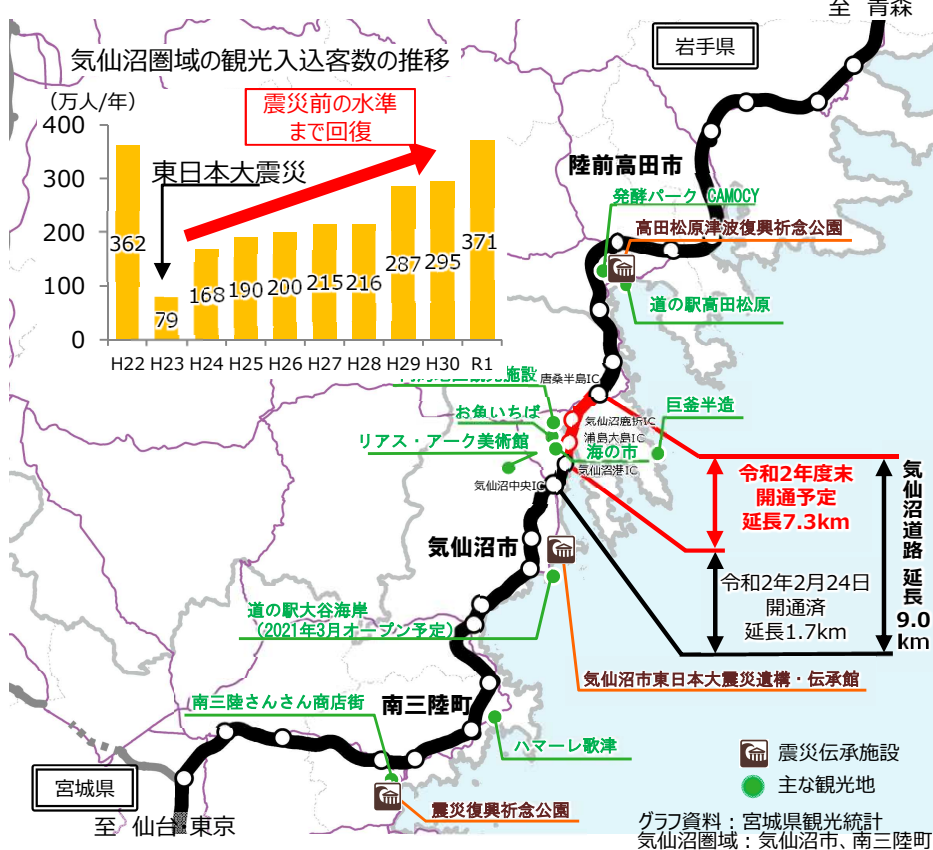 至 青森
岩手県
気仙沼圏域の観光入込客数の推移
(万人/年)
震災前の水準
まで回復
400
300
200
100
0
東日本大震災
362
79
168
190
200
215
216
287
295
371
H22
H23
H24
H25
H26
H27
H28
H29
H30
R1
陸前高田市
発酵パーク CAMOCY
高田松原津波復興祈念公園
道の駅高田松原
施設
唐桑半島IC
お魚いちば
気仙沼鹿折IC
巨釜半造
浦島大島IC
リアス・アーク美術館
海の市
気仙沼港IC
気仙沼中央IC
令和2年度末
開通予定
延長7.3km
気仙沼道路 延長 9.0km
令和2年2月24日
開通済
延長1.7km
気仙沼市
道の駅大谷海岸
(2021年3月オープン予定)
気仙沼市東日本大震災遺構・伝承館
南三陸さんさん商店街
南三陸町
ハマーレ歌津
宮城県
震災復興祈念公園
至 仙台・東京
震災伝承施設
主な観光地
グラフ資料:宮城県観光統計
気仙沼圏域:気仙沼市、南三陸町